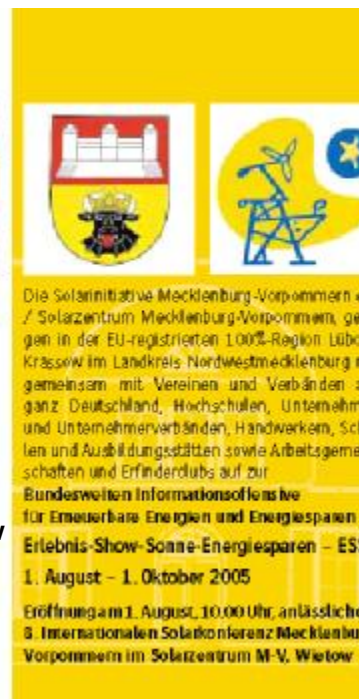 Die Solarinitiative Mecklenburg-Vorpommern
/ Solarzentrum Mecklenburg-Vorpommern, ge
gen in der EU-registrierten 100%-Region Lübo
Krassow im Landkreis Nordwestmecklenburg
gemeinsam mit Vereinen und Verbänden
ganz Deutschland, Hochschulen, Unternehm
und Unternehmerverbänden, Handwerkern, Sch
len und Ausbildungsstätten sowie Arbeitsgeme
schaften und Erfinderclubs auf zur
Bundesweiten Informationsoffensive
für Erneuerbare Energien und Energiesparen
Erlebnis-Show-Sonne-Energiesparen – ES
1. August – 1. Oktober 2005
Eröffnung am 1. August, 10.00 Uhr, anlässliche
8. Internationalen Solarkonferenz Mecklenbu
Vorpommern im Solarzentrum M-V, Wietow